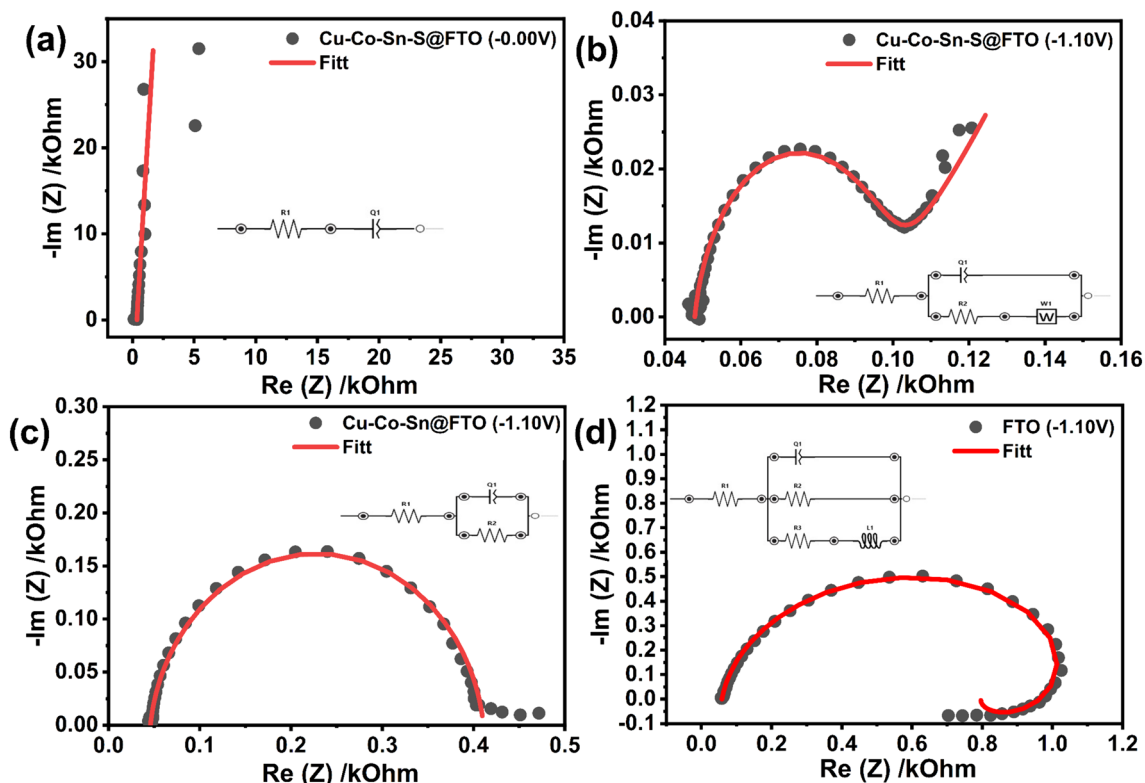 (a)
Cu-Co-Sn-S@FTO (-0.00V)
Fitt
-Im (Z) /kOhm
30
20
10
0
R1
Q1
0 5 10 15 20 25 30 35
Re (Z) /kOhm
(b)
Cu-Co-Sn-S@FTO (-1.10V)
Fitt
-Im (Z) /kOhm
0.04
0.03
0.02
0.01
0.00
Q1
R1
R2
W1
0.04 0.06 0.08 0.10 0.12 0.14 0.16
Re (Z) /kOhm
(c)
Cu-Co-Sn@FTO (-1.10V)
Fitt
-Im (Z) /kOhm
0.30
0.25
0.20
0.15
0.10
0.05
0.00
Q1
R1
R2
0.0 0.1 0.2 0.3 0.4 0.5
Re (Z) /kOhm
(d)
FTO (-1.10V)
Fitt
-Im (Z) /kOhm
1.2
1.1
1.0
0.9
0.8
0.7
0.6
0.5
0.4
0.3
0.2
0.1
0.0
-0.1
Q1
R1
R2
R3
L1
0.0 0.2 0.4 0.6 0.8 1.0 1.2
Re (Z) /kOhm